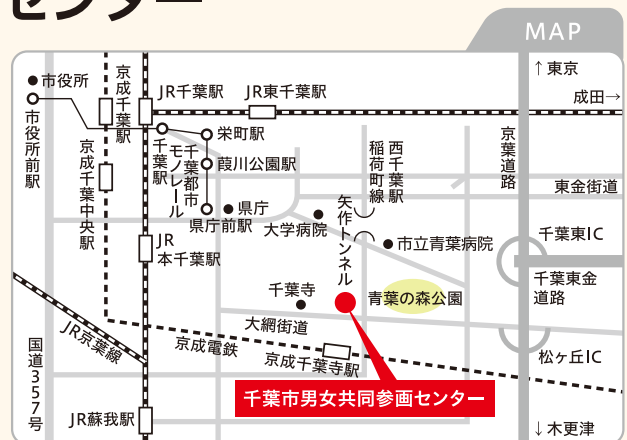 センター
MAP
市役所
市役所前駅
京成千葉駅
京成千葉中央駅
JR千葉駅
JR東千葉駅
↑東京
成田→
千葉駅
千葉都市
モノレール
栄町駅
葭川公園駅
県庁
県庁前駅
大学病院
西千葉駅
稲荷町線
京葉道路
東金街道
矢作トンネル
市立青葉病院
千葉東IC
千葉東金
道路
JR
本千葉駅
千葉寺
青葉の森公園
大網街道
JR京葉線
京成電鉄
京成千葉寺駅
松ヶ丘IC
国道357号
千葉市男女共同参画センター
JR蘇我駅
↓木更津